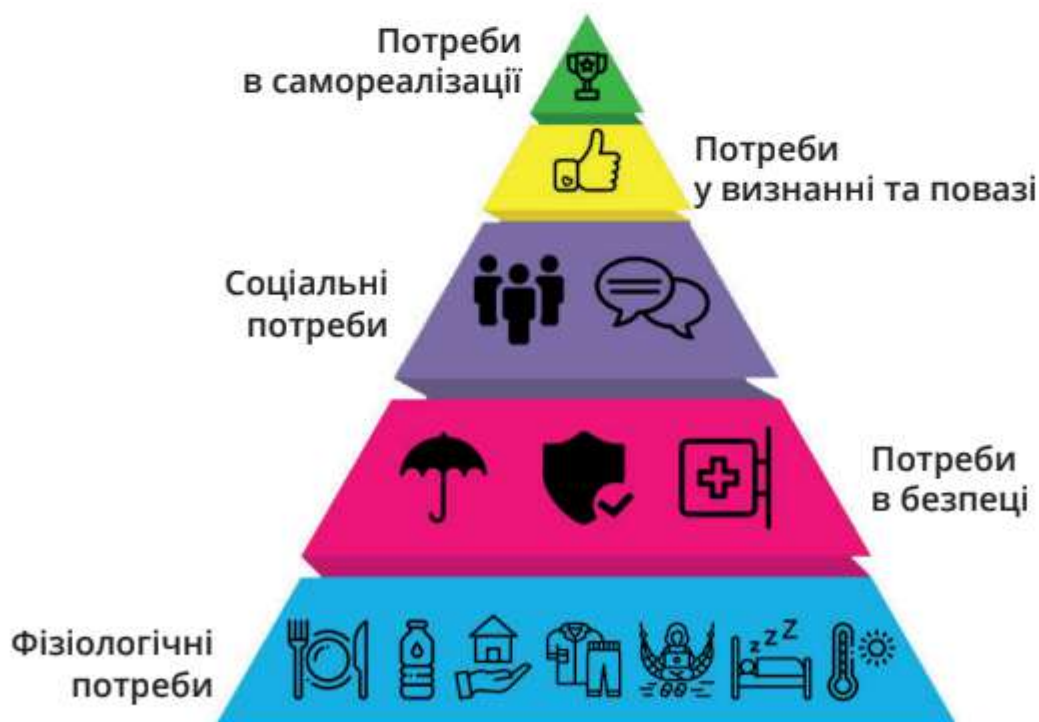 Потреби
в самореалізації
Потреби
у визнанні та повазі
Соціальні
потреби
Потреби
в безпеці
Фізіологічні
потреби
z z Z